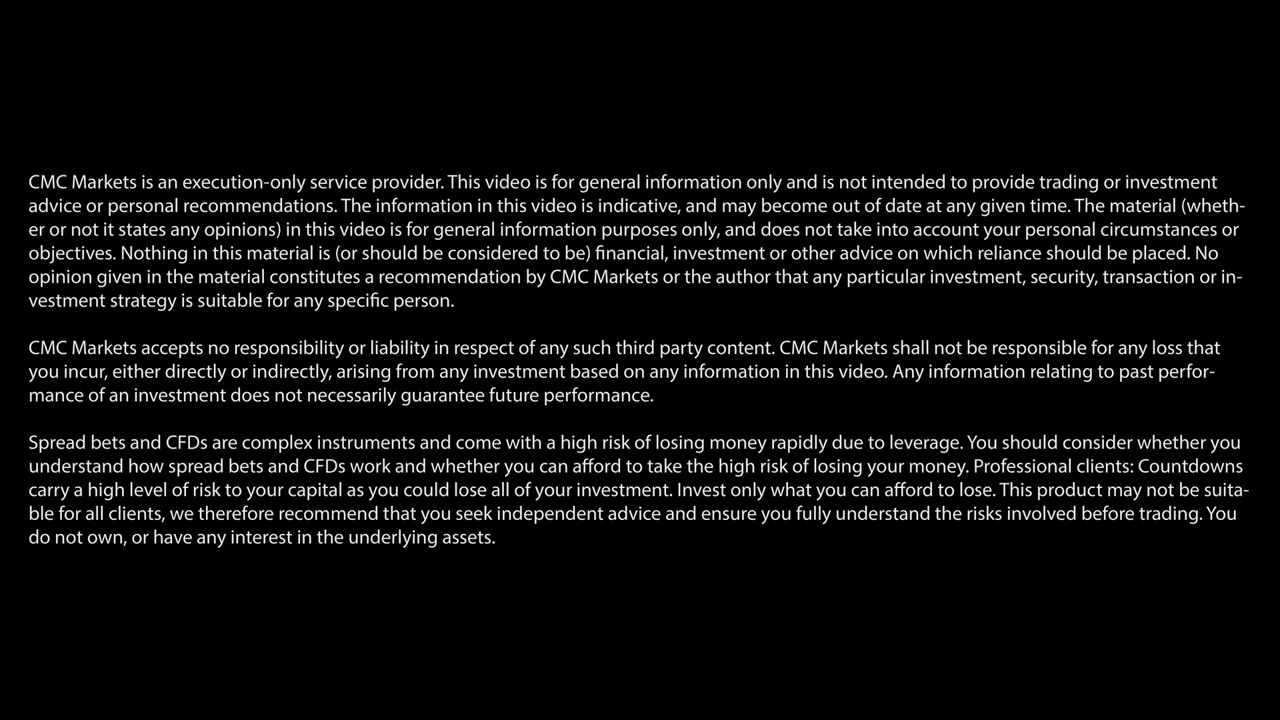 CMC Markets is an execution-only service provider. This video is for general information only and is not intended to provide trading or investment
advice or personal recommendations. The information in this video is indicative, and may become out of date at any given time. The material (wheth-
er or not it states any opinions) in this video is for general information purposes only, and does not take into account your personal circumstances or
objectives. Nothing in this material is (or should be considered to be) financial, investment or other advice on which reliance should be placed. No
opinion given in the material constitutes a recommendation by CMC Markets or the author that any particular investment, security, transaction or in-
vestment strategy is suitable for any specific person.
CMC Markets accepts no responsibility or liability in respect of any such third party content. CMC Markets shall not be responsible for any loss that
you incur, either directly or indirectly, arising from any investment based on any information in this video. Any information relating to past perfor-
mance of an investment does not necessarily guarantee future performance.
Spread bets and CFDs are complex instruments and come with a high risk of losing money rapidly due to leverage. You should consider whether you
understand how spread bets and CFDs work and whether you can afford to take the high risk of losing your money. Professional clients: Countdowns
carry a high level of risk to your capital as you could lose all of your investment. Invest only what you can afford to lose. This product may not be suita-
ble for all clients, we therefore recommend that you seek independent advice and ensure you fully understand the risks involved before trading. You
do not own, or have any interest in the underlying assets.